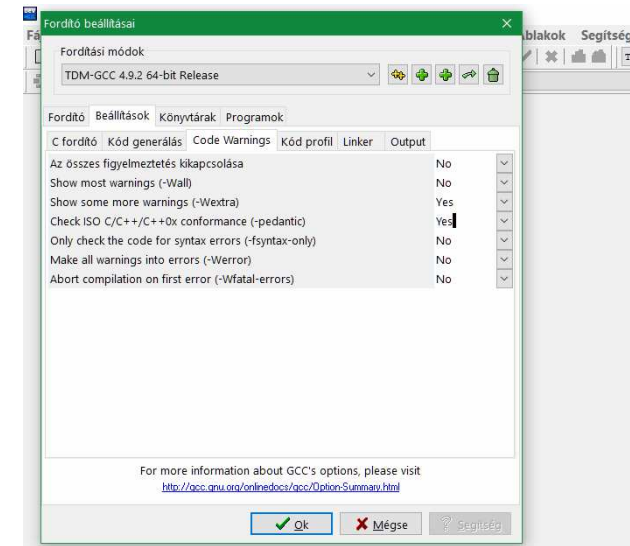 Fordító beállításai
Fá
blakok Segítség
Fordítási módok
TDM-GCC 4.9.2 64-bit Release
Fordító Beállítások Könyvtárak Programok
C fordító Kód generálás Code Warnings Kód profil Linker Output
Az összes figyelmeztetés kikapcsolása No
Show most warnings (-Wall) No
Show some more warnings (-Wextra) Yes
Check ISO C/C++/C++0x conformance (-pedantic) Yes
Only check the code for syntax errors (-fsyntax-only) No
Make all warnings into errors (-Werror) No
Abort compilation on first error (-Wfatal-errors) No
For more information about GCC's options, please visit
http://gcc.gnu.org/onlinedocs/gcc/Option-Summary.html
Ok Mégse Segítség